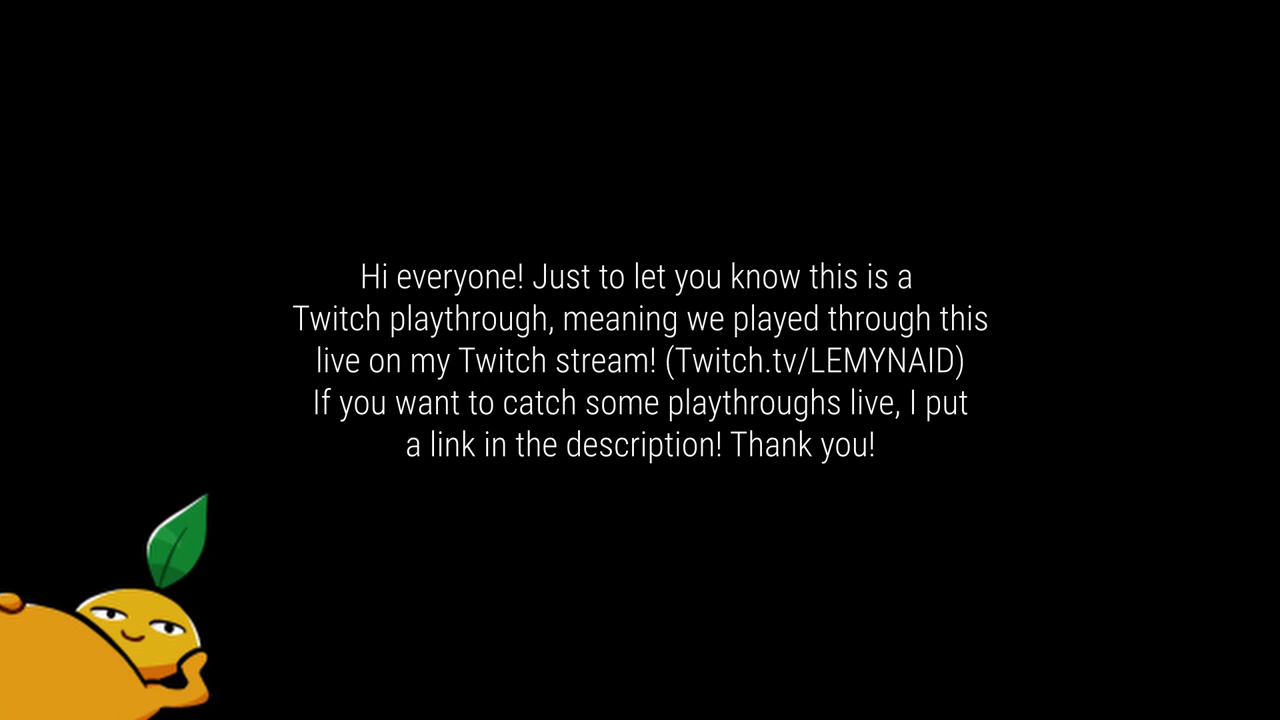 Hi everyone! Just to let you know this is a
Twitch playthrough, meaning we played through this
live on my Twitch stream! (Twitch.tv/LEMYNAID)
If you want to catch some playthroughs live, I put
a link in the description! Thank you!